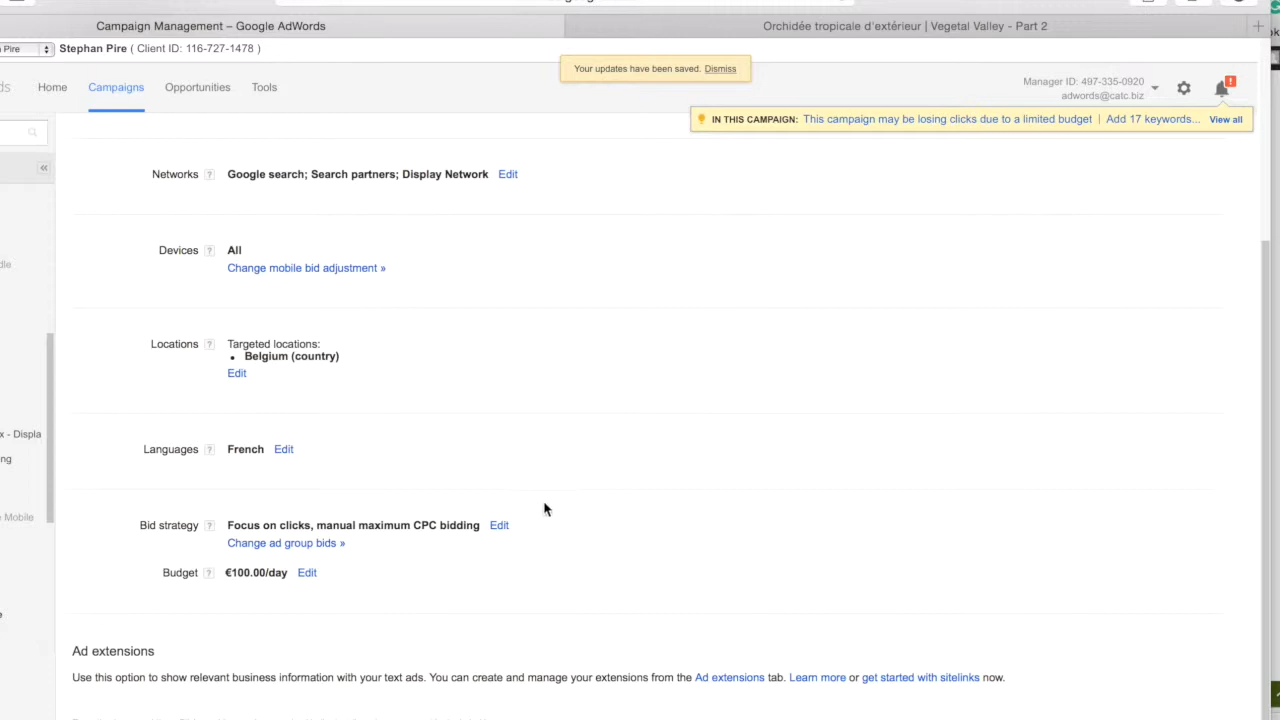 Campaign Management – Google AdWords
Orchidée tropicale d'extérieur | Vegetal Valley - Part 2
Pire
Stephan Pire ( Client ID: 116-727-1478 )
Your updates have been saved. Dismiss
Home
Campaigns
Opportunities
Tools
Manager ID: 497-335-0920
adwords@catc.biz
IN THIS CAMPAIGN: This campaign may be losing clicks due to a limited budget | Add 17 keywords... View all
Networks ? Google search; Search partners; Display Network Edit
Devices ? All
Change mobile bid adjustment »
Locations ? Targeted locations:
• Belgium (country)
Edit
Languages ? French Edit
x - Displa
Mobile
Bid strategy ? Focus on clicks, manual maximum CPC bidding Edit
Change ad group bids »
Budget ? €100.00/day Edit
Ad extensions
Use this option to show relevant business information with your text ads. You can create and manage your extensions from the Ad extensions tab. Learn more or get started with sitelinks now.